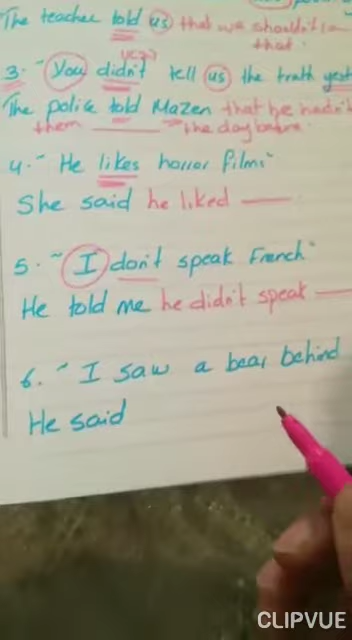 The teacher told us that we shouldn't
that.
3. "You didn't tell us the truth yest
The police told Mazen that he hadn't
them the day before.
4. "He likes horror films"
She said he liked
5. "I don't speak French"
He told me he didn't speak
6. "I saw a bear behind
He said
CLIPVUE